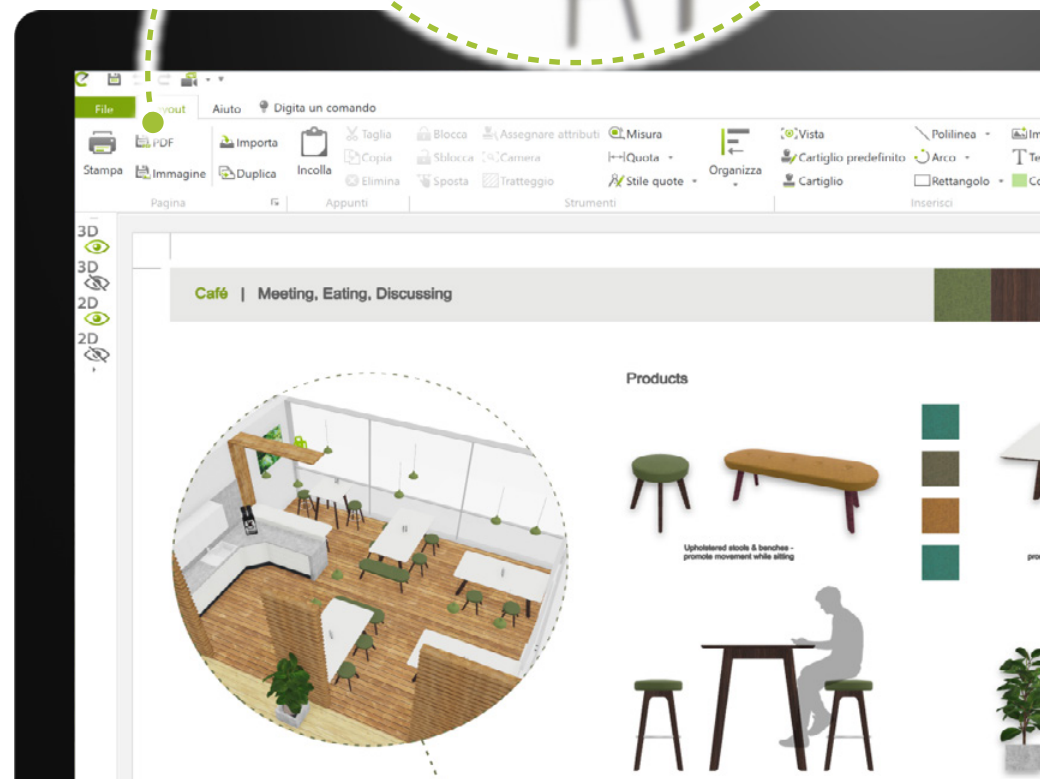 File Layout Aiuto Digita un comando
PDF Importa Taglia Blocca Assegnare attributi Misura Vista Polilinea
Copia Sblocca Camera Quota Cartiglio predefinito Arco
Stampa Immagine Duplica Incolla Elimina Sposta Tratteggio Stile quote Organizza Cartiglio Rettangolo
Pagina Appunti Strumenti Inserisci
3D
3D
2D
2D
Café | Meeting, Eating, Discussing
Products
Upholstered stools & benches -
promote movement while sitting